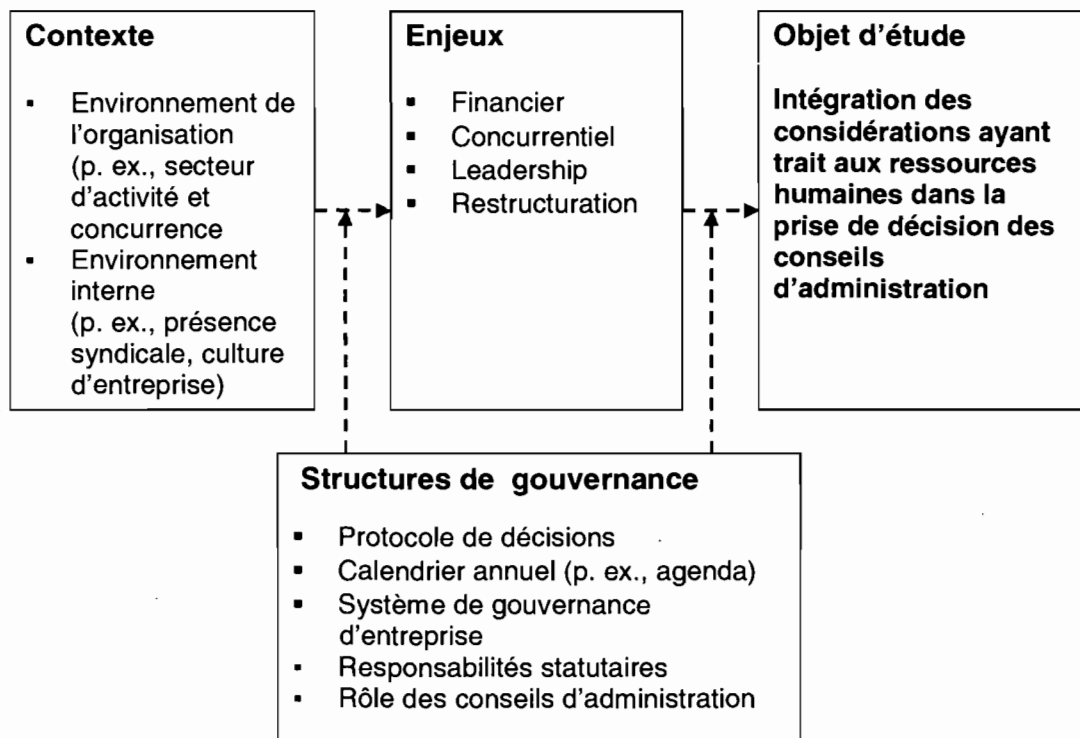 Contexte
▪ Environnement de
l'organisation
(p. ex., secteur
d'activité et
concurrence
▪ Environnement
interne
(p. ex., présence
syndicale, culture
d'entreprise)
Enjeux
▪ Financier
▪ Concurrentiel
▪ Leadership
▪ Restructuration
Objet d'étude
Intégration des
considérations ayant
trait aux ressources
humaines dans la
prise de décision des
conseils
d'administration
Structures de gouvernance
▪ Protocole de décisions
▪ Calendrier annuel (p. ex., agenda)
▪ Système de gouvernance
d'entreprise
▪ Responsabilités statutaires
▪ Rôle des conseils d'administration